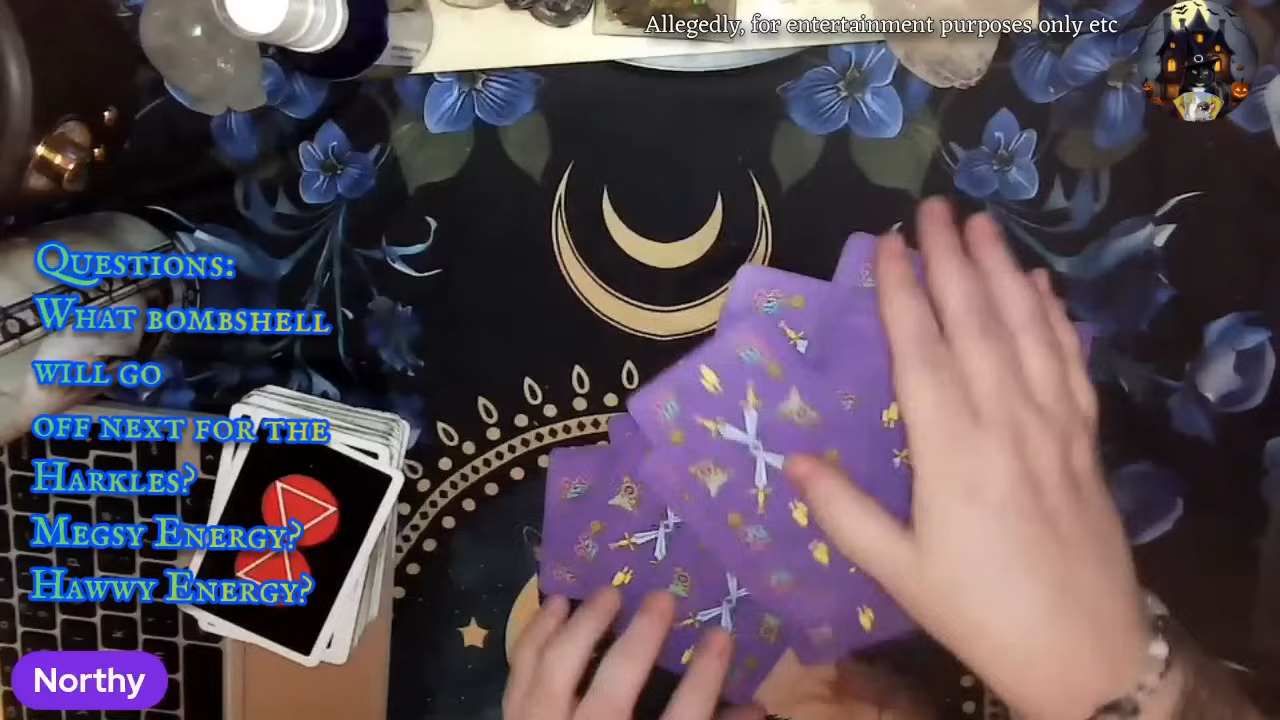 Allegedly, for entertainment purposes only etc
Questions:
What bombshell
will go
off next for the
Harkles?
Megsy Energy?
Hawwy Energy?
Northy